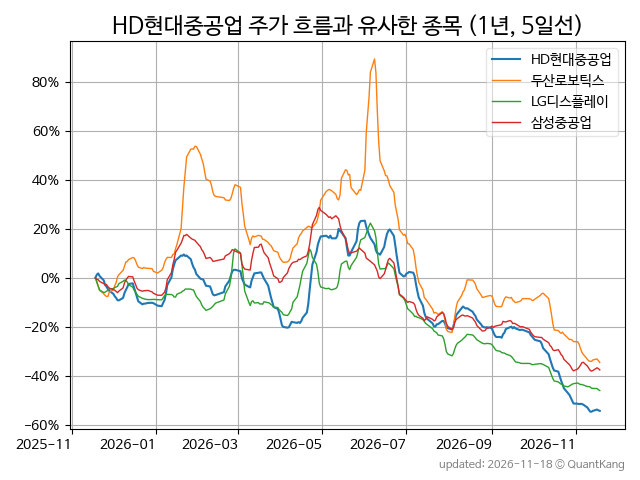 HD현대중공업 주가 흐름과 유사한 종목 (1년, 5일선)
HD현대중공업
두산로보틱스
LG디스플레이
삼성중공업
80%
60%
40%
20%
0%
−20%
−40%
−60%
2025-11 2026-01 2026-03 2026-05 2026-07 2026-09 2026-11
updated: 2026-11-18 © QuantKang